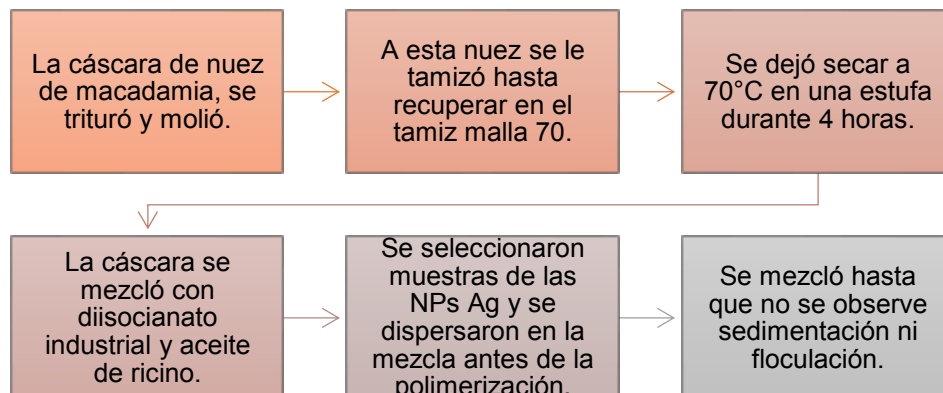 La cáscara de nuez
de macadamia, se
trituró y molió.
A esta nuez se le
tamizó hasta
recuperar en el
tamiz malla 70.
Se dejó secar a
70°C en una estufa
durante 4 horas.
La cáscara se
mezcló con
diisocianato
industrial y aceite
de ricino.
Se seleccionaron
muestras de las
NPs Ag y se
dispersaron en la
mezcla antes de la
polimerización.
Se mezcló hasta
que no se observe
sedimentación ni
floculación.